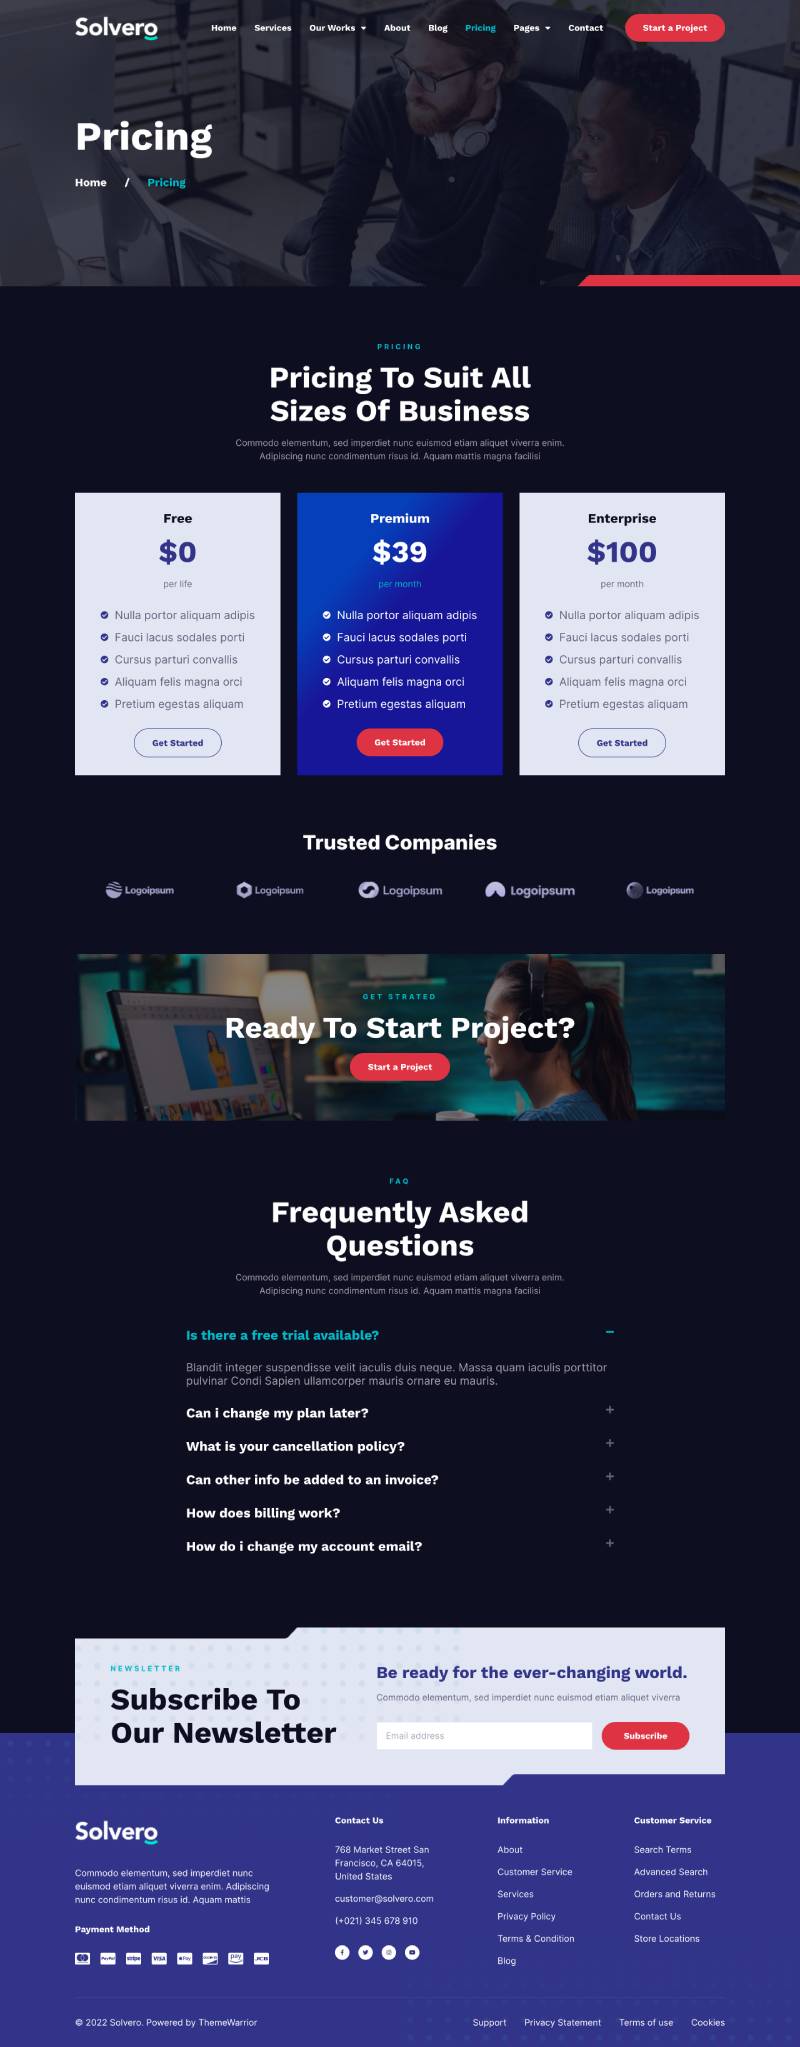 Solvero
Home Services Our Works About Blog Pricing Pages Contact Start a Project
Pricing
Home / Pricing
PRICING
Pricing To Suit All
Sizes Of Business
Commodo elementum, sed imperdiet nunc euismod etiam aliquet viverra enim.
Adipiscing nunc condimentum risus id. Aquam mattis magna facilisi
Free
$0
per life
Nulla portor aliquam adipis
Fauci lacus sodales porti
Cursus parturi convallis
Aliquam felis magna orci
Pretium egestas aliquam
Get Started
Premium
$39
per month
Nulla portor aliquam adipis
Fauci lacus sodales porti
Cursus parturi convallis
Aliquam felis magna orci
Pretium egestas aliquam
Get Started
Enterprise
$100
per month
Nulla portor aliquam adipis
Fauci lacus sodales porti
Cursus parturi convallis
Aliquam felis magna orci
Pretium egestas aliquam
Get Started
Trusted Companies
Logoipsum Logoipsum Logoipsum Logoipsum Logoipsum
GET STRATED
Ready To Start Project?
Start a Project
FAQ
Frequently Asked
Questions
Commodo elementum, sed imperdiet nunc euismod etiam aliquet viverra enim.
Adipiscing nunc condimentum risus id. Aquam mattis magna facilisi
Is there a free trial available?
Blandit integer suspendisse velit iaculis duis neque. Massa quam iaculis porttitor
pulvinar Condi Sapien ullamcorper mauris ornare eu mauris.
Can i change my plan later?
What is your cancellation policy?
Can other info be added to an invoice?
How does billing work?
How do i change my account email?
NEWSLETTER
Subscribe To
Our Newsletter
Be ready for the ever-changing world.
Commodo elementum, sed imperdiet nunc euismod etiam aliquet viverra
Email address
Subscribe
Solvero
Commodo elementum, sed imperdiet nunc
euismod etiam aliquet viverra enim. Adipiscing
nunc condimentum risus id. Aquam mattis
Payment Method
PayPal stripe VISA Pay pay JCB
Contact Us
768 Market Street San
Francisco, CA 64015,
United States
customer@solvero.com
(+021) 345 678 910
Information
About
Customer Service
Services
Privacy Policy
Terms & Condition
Blog
Customer Service
Search Terms
Advanced Search
Orders and Returns
Contact Us
Store Locations
© 2022 Solvero. Powered by ThemeWarrior
Support Privacy Statement Terms of use Cookies